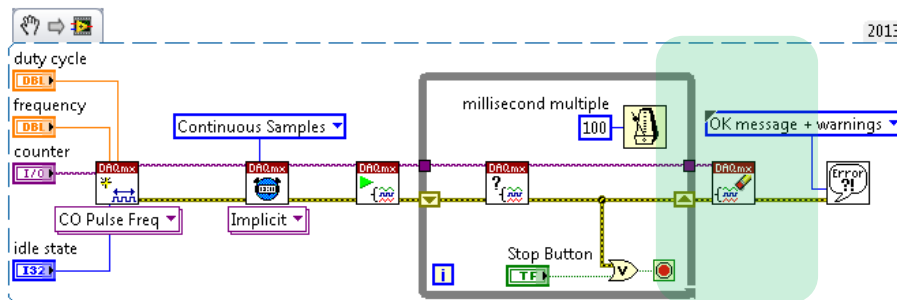 2013
duty cycle
DBL
frequency
DBL
counter
I/O
Continuous Samples
millisecond multiple
100
OK message + warnings
DAQmx
DAQmx
DAQmx
DAQmx
DAQmx
Error
?!
?
CO Pulse Freq
Implicit
idle state
I32
i
Stop Button
TF
V